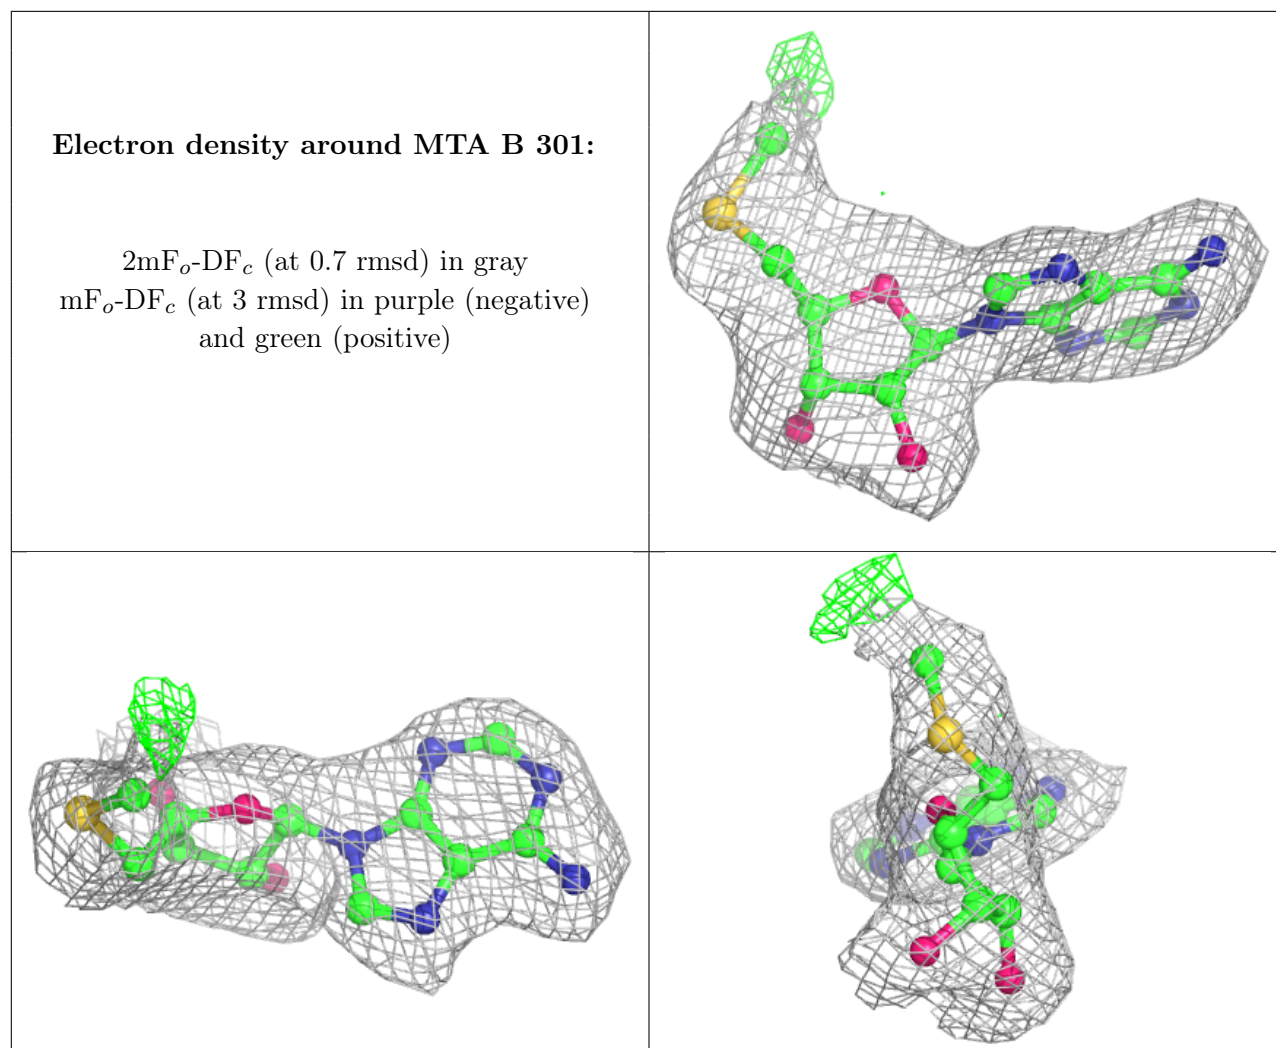 Electron density around MTA B 301:
2mFo-DFc (at 0.7 rmsd) in gray
mFo-DFc (at 3 rmsd) in purple (negative)
and green (positive)